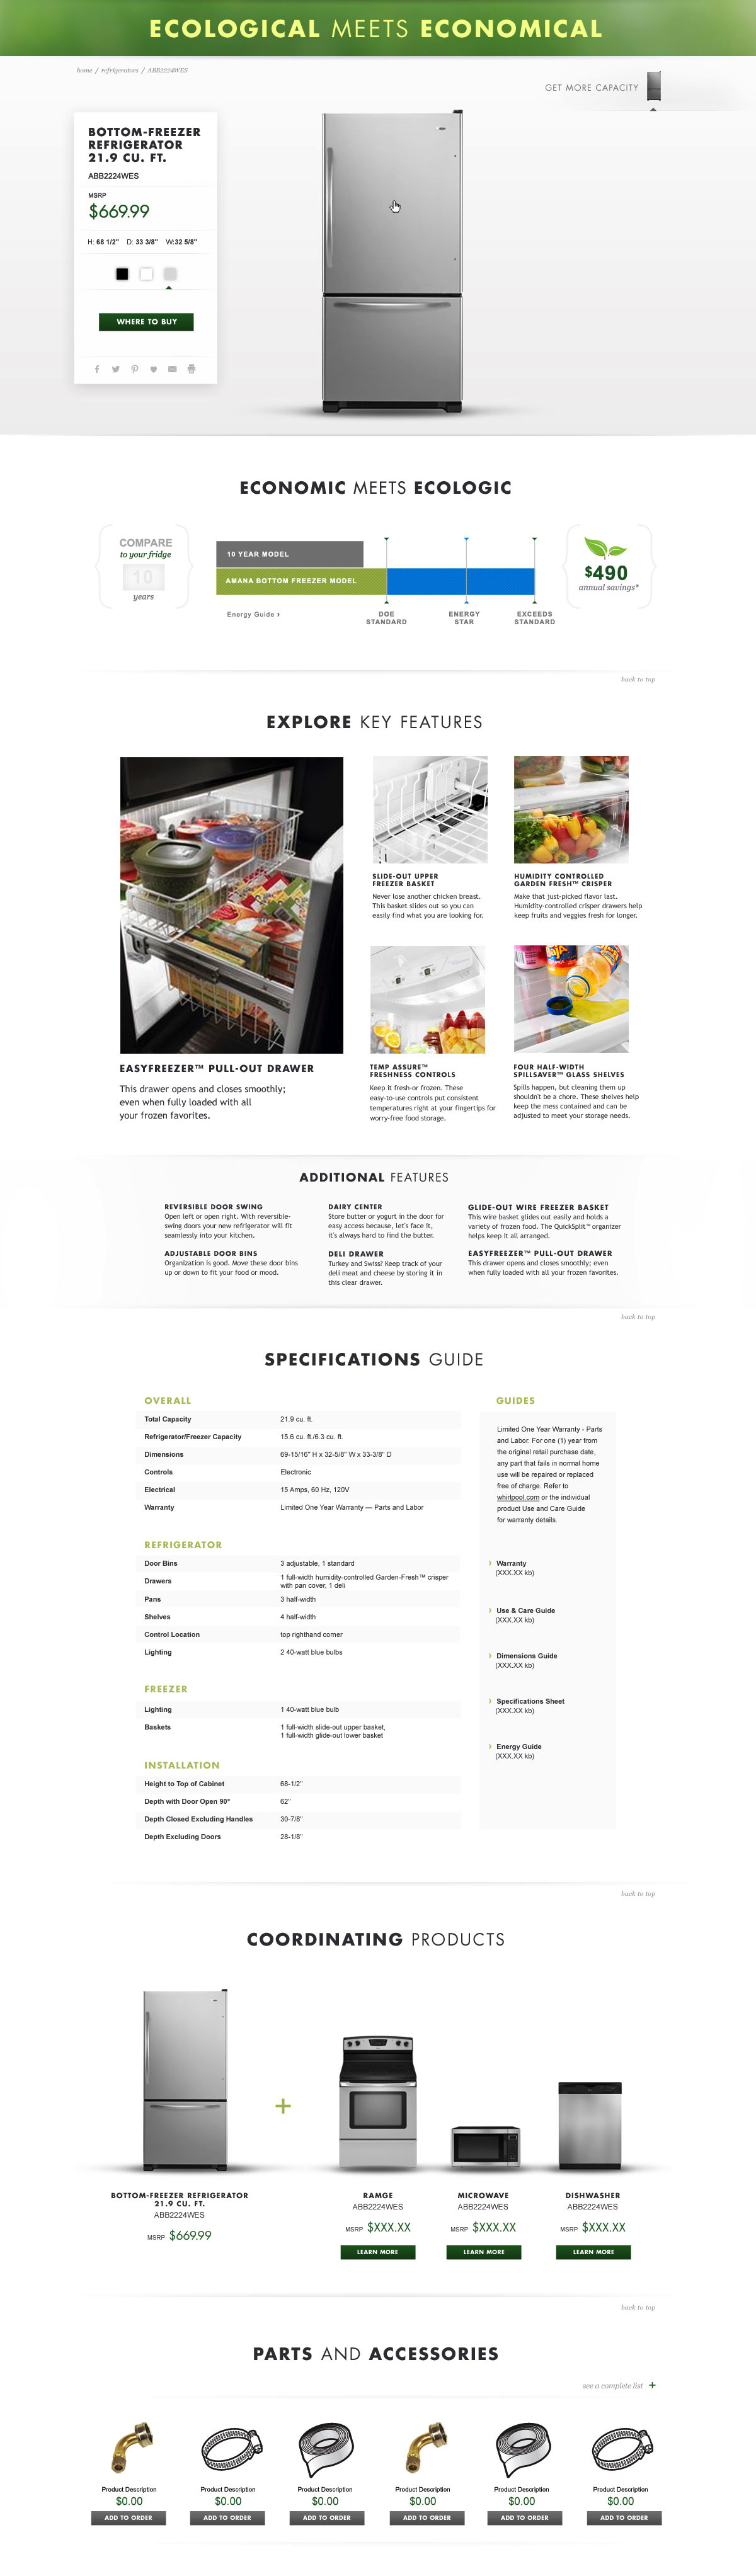 ECOLOGICAL MEETS ECONOMICAL
home / refrigerators / ABB2224WES
GET MORE CAPACITY
BOTTOM-FREEZER
REFRIGERATOR
21.9 CU. FT.
ABB2224WES
MSRP
$669.99
H: 68 1/2" D: 33 3/8" W:32 5/8"
WHERE TO BUY
ECONOMIC MEETS ECOLOGIC
COMPARE
to your fridge
10
years
10 YEAR MODEL
AMANA BOTTOM FREEZER MODEL
Energy Guide ›
DOE
STANDARD
ENERGY
STAR
EXCEEDS
STANDARD
$490
annual savings*
back to top
EXPLORE KEY FEATURES
EASYFREEZER™ PULL-OUT DRAWER
This drawer opens and closes smoothly;
even when fully loaded with all
your frozen favorites.
SLIDE-OUT UPPER
FREEZER BASKET
Never lose another chicken breast.
This basket slides out so you can
easily find what you are looking for.
HUMIDITY CONTROLLED
GARDEN FRESH™ CRISPER
Make that just-picked flavor last.
Humidity-controlled crisper drawers help
keep fruits and veggies fresh for longer.
TEMP ASSURE™
FRESHNESS CONTROLS
Keep it fresh-or frozen. These
easy-to-use controls put consistent
temperatures right at your fingertips for
worry-free food storage.
FOUR HALF-WIDTH
SPILLSAVER™ GLASS SHELVES
Spills happen, but cleaning them up
shouldn't be a chore. These shelves help
keep the mess contained and can be
adjusted to meet your storage needs.
ADDITIONAL FEATURES
REVERSIBLE DOOR SWING
Open left or open right. With reversible-
swing doors your new refrigerator will fit
seamlessly into your kitchen.
ADJUSTABLE DOOR BINS
Organization is good. Move these door bins
up or down to fit your food or mood.
DAIRY CENTER
Store butter or yogurt in the door for
easy access because, let's face it,
it's always hard to find the butter.
DELI DRAWER
Turkey and Swiss? Keep track of your
deli meat and cheese by storing it in
this clear drawer.
GLIDE-OUT WIRE FREEZER BASKET
This wire basket glides out easily and holds a
variety of frozen food. The QuickSplit™ organizer
helps keep it all arranged.
EASYFREEZER™ PULL-OUT DRAWER
This drawer opens and closes smoothly; even
when fully loaded with all your frozen favorites.
back to top
SPECIFICATIONS GUIDE
OVERALL
Total Capacity 21.9 cu. ft.
Refrigerator/Freezer Capacity 15.6 cu. ft./6.3 cu. ft.
Dimensions 69-15/16" H x 32-5/8" W x 33-3/8" D
Controls Electronic
Electrical 15 Amps, 60 Hz, 120V
Warranty Limited One Year Warranty — Parts and Labor
REFRIGERATOR
Door Bins 3 adjustable, 1 standard
Drawers 1 full-width humidity-controlled Garden-Fresh™ crisper
with pan cover, 1 deli
Pans 3 half-width
Shelves 4 half-width
Control Location top righthand corner
Lighting 2 40-watt blue bulbs
FREEZER
Lighting 1 40-watt blue bulb
Baskets 1 full-width slide-out upper basket,
1 full-width glide-out lower basket
INSTALLATION
Height to Top of Cabinet 68-1/2"
Depth with Door Open 90° 62"
Depth Closed Excluding Handles 30-7/8"
Depth Excluding Doors 28-1/8"
GUIDES
Limited One Year Warranty - Parts
and Labor. For one (1) year from
the original retail purchase date,
any part that fails in normal home
use will be repaired or replaced
free of charge. Refer to
whirlpool.com or the individual
product Use and Care Guide
for warranty details.
› Warranty
(XXX.XX kb)
› Use & Care Guide
(XXX.XX kb)
› Dimensions Guide
(XXX.XX kb)
› Specifications Sheet
(XXX.XX kb)
› Energy Guide
(XXX.XX kb)
back to top
COORDINATING PRODUCTS
+
BOTTOM-FREEZER REFRIGERATOR
21.9 CU. FT.
ABB2224WES
MSRP $669.99
RAMGE
ABB2224WES
MSRP $XXX.XX
LEARN MORE
MICROWAVE
ABB2224WES
MSRP $XXX.XX
LEARN MORE
DISHWASHER
ABB2224WES
MSRP $XXX.XX
LEARN MORE
back to top
PARTS AND ACCESSORIES
see a complete list +
Product Description
$0.00
ADD TO ORDER
Product Description
$0.00
ADD TO ORDER
Product Description
$0.00
ADD TO ORDER
Product Description
$0.00
ADD TO ORDER
Product Description
$0.00
ADD TO ORDER
Product Description
$0.00
ADD TO ORDER